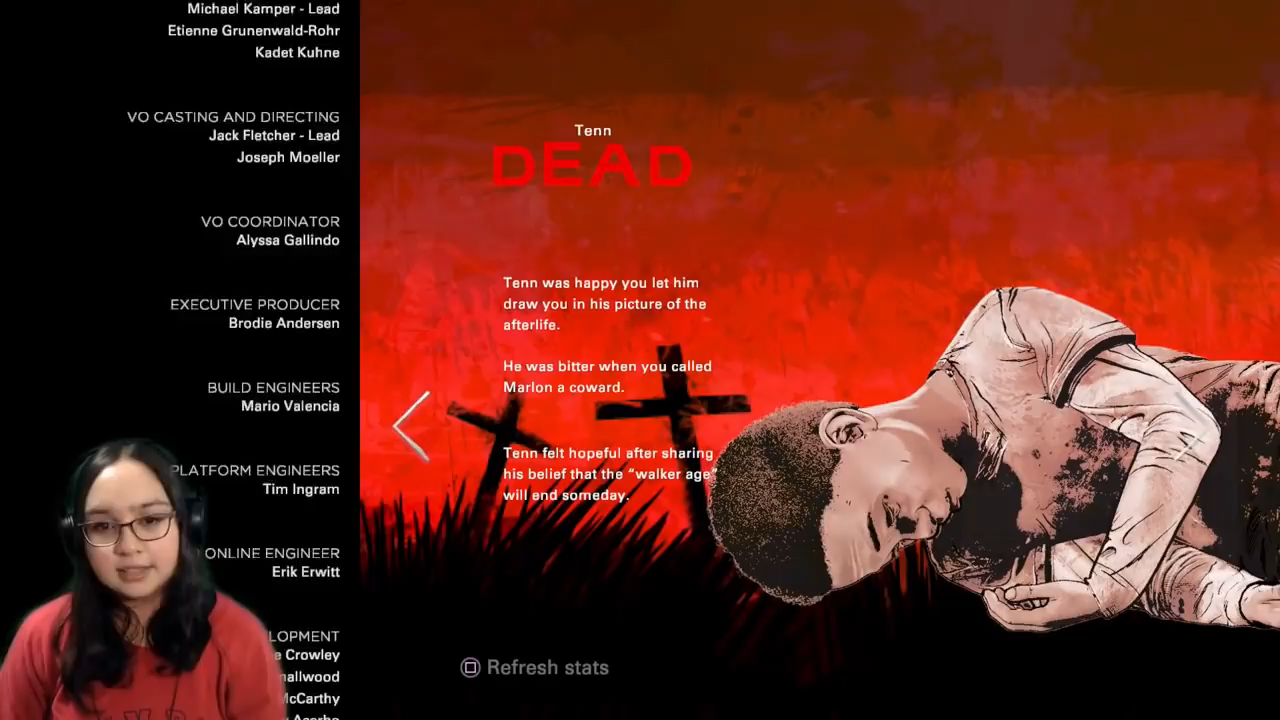 Michael Kamper - Lead
Etienne Grunenwald-Rohr
Kadet Kuhne
VO CASTING AND DIRECTING
Jack Fletcher - Lead
Joseph Moeller
VO COORDINATOR
Alyssa Gallindo
EXECUTIVE PRODUCER
Brodie Andersen
BUILD ENGINEERS
Mario Valencia
PLATFORM ENGINEERS
Tim Ingram
ONLINE ENGINEER
Erik Erwitt
Crowley
McCarthy
Tenn
DEAD
Tenn was happy you let him
draw you in his picture of the
afterlife.
He was bitter when you called
Marlon a coward.
Tenn felt hopeful after sharing
his belief that the “walker age”
will end someday.
Refresh stats